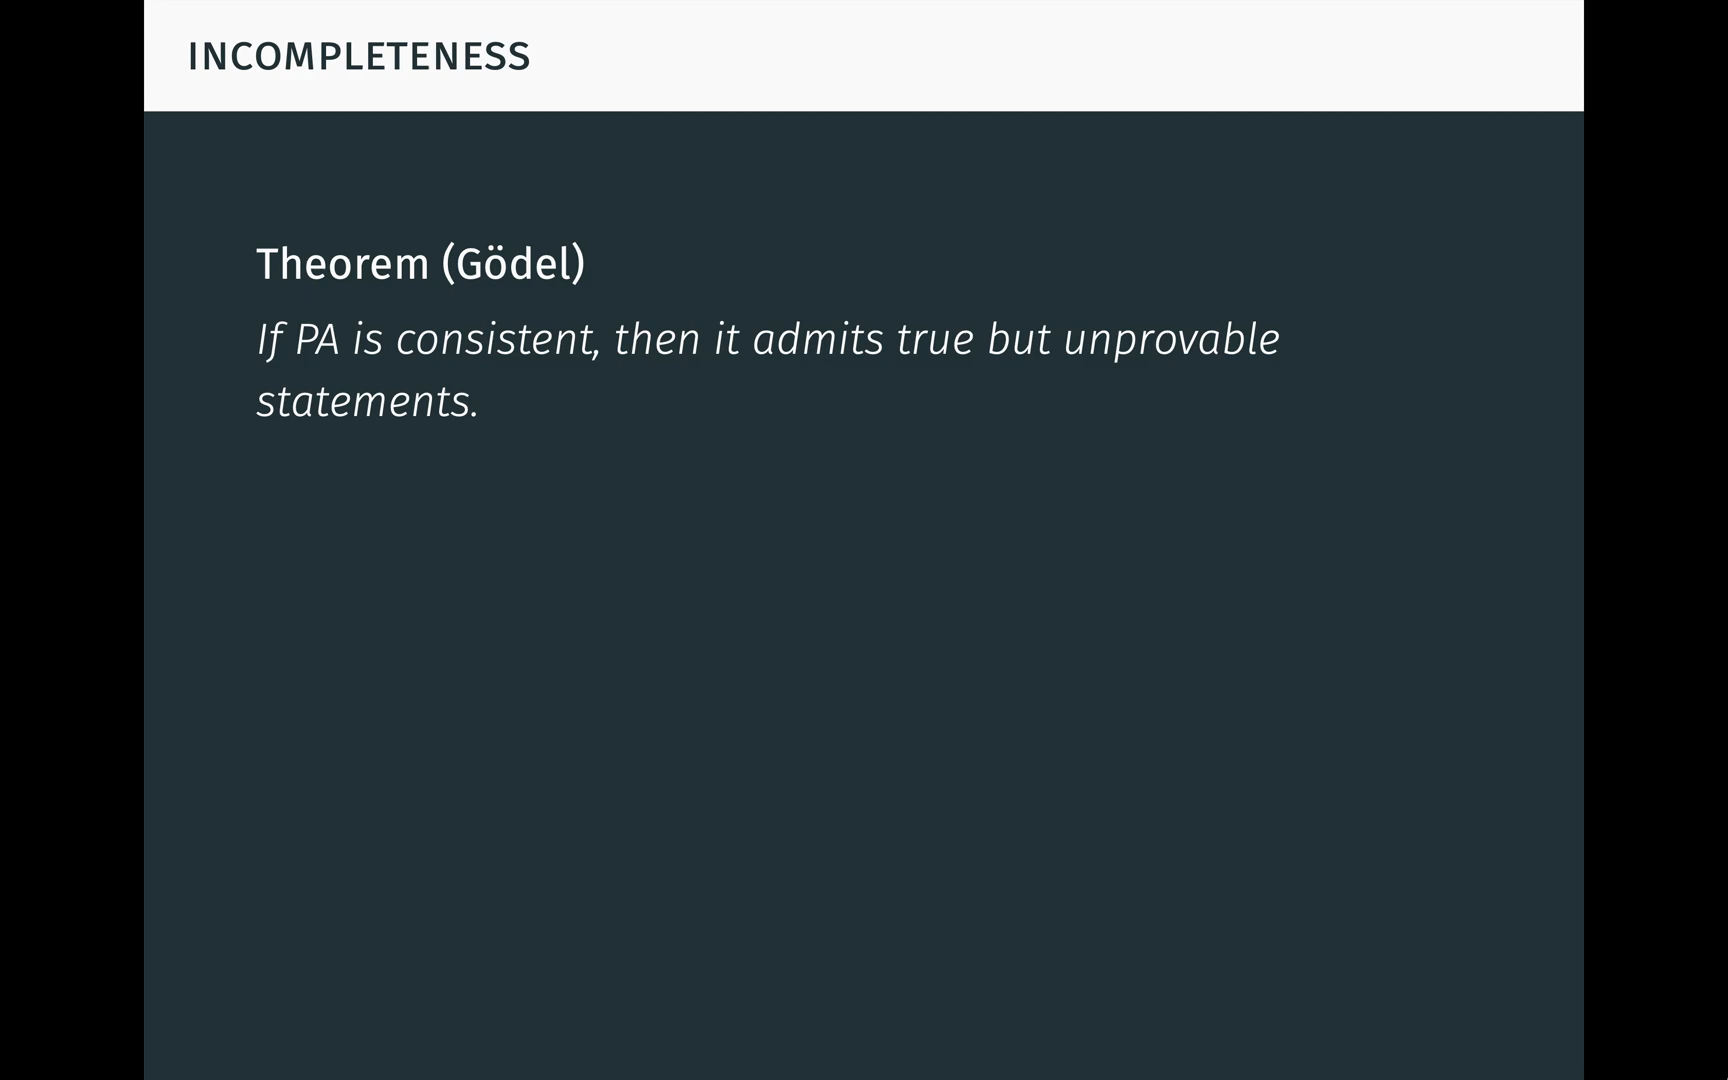 INCOMPLETENESS
Theorem (Gödel)
If PA is consistent, then it admits true but unprovable
statements.